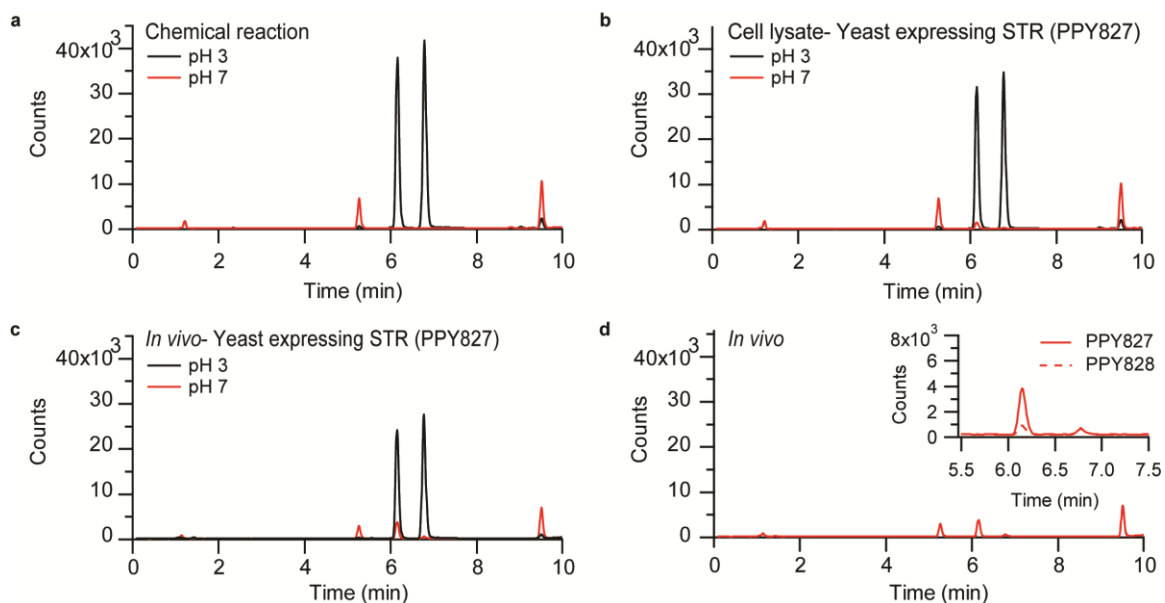 a
Chemical reaction
pH 3
pH 7
40x10³
30
20
10
0
Counts
0 2 4 6 8 10
Time (min)
b
Cell lysate- Yeast expressing STR (PPY827)
pH 3
pH 7
40x10³
30
20
10
0
Counts
0 2 4 6 8 10
Time (min)
c
In vivo- Yeast expressing STR (PPY827)
pH 3
pH 7
40x10³
30
20
10
0
Counts
0 2 4 6 8 10
Time (min)
d
In vivo
40x10³
30
20
10
0
Counts
0 2 4 6 8 10
Time (min)
8x10³
6
4
2
0
Counts
PPY827
PPY828
5.5 6.0 6.5 7.0 7.5
Time (min)